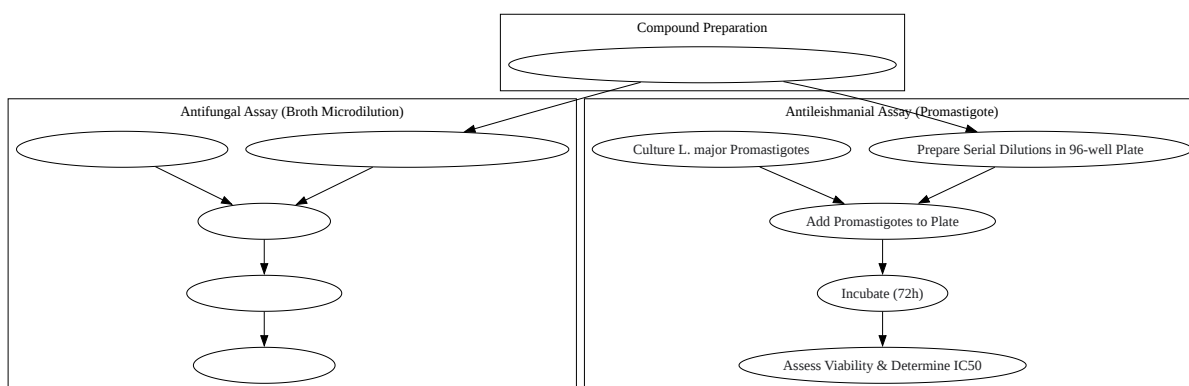 Compound Preparation
Antifungal Assay (Broth Microdilution)
Antileishmanial Assay (Promastigote)
Culture L. major Promastigotes
Prepare Serial Dilutions in 96-well Plate
Add Promastigotes to Plate
Incubate (72h)
Assess Viability & Determine IC50